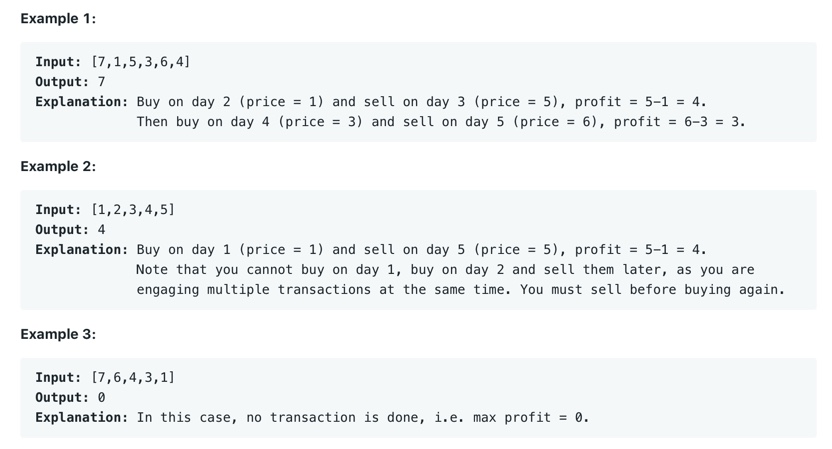 Example 1:
Input: [7,1,5,3,6,4]
Output: 7
Explanation: Buy on day 2 (price = 1) and sell on day 3 (price = 5), profit = 5-1 = 4.
Then buy on day 4 (price = 3) and sell on day 5 (price = 6), profit = 6-3 = 3.
Example 2:
Input: [1,2,3,4,5]
Output: 4
Explanation: Buy on day 1 (price = 1) and sell on day 5 (price = 5), profit = 5-1 = 4.
Note that you cannot buy on day 1, buy on day 2 and sell them later, as you are
engaging multiple transactions at the same time. You must sell before buying again.
Example 3:
Input: [7,6,4,3,1]
Output: 0
Explanation: In this case, no transaction is done, i.e. max profit = 0.